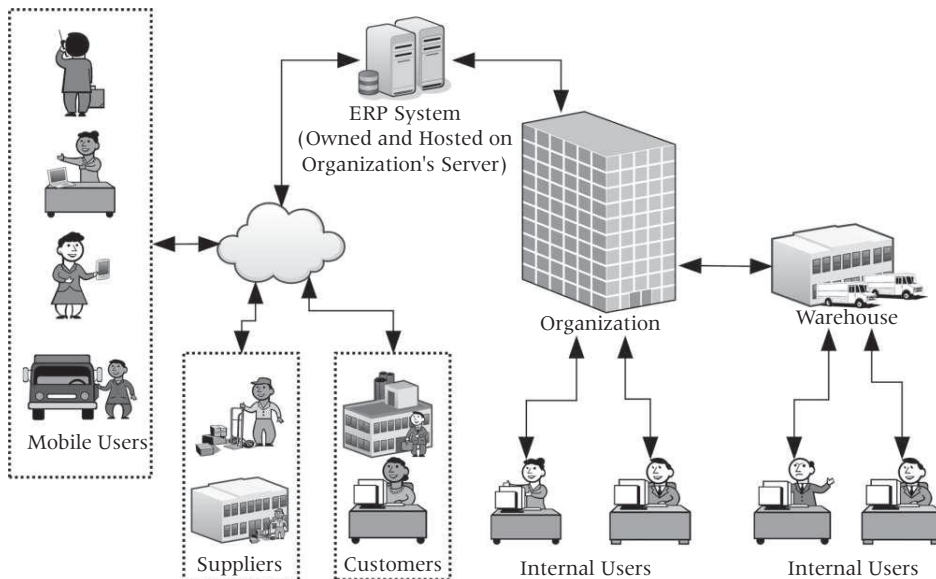 ERP System
(Owned and Hosted on
Organization's Server)
Organization
Warehouse
Mobile Users
Suppliers
Customers
Internal Users
Internal Users